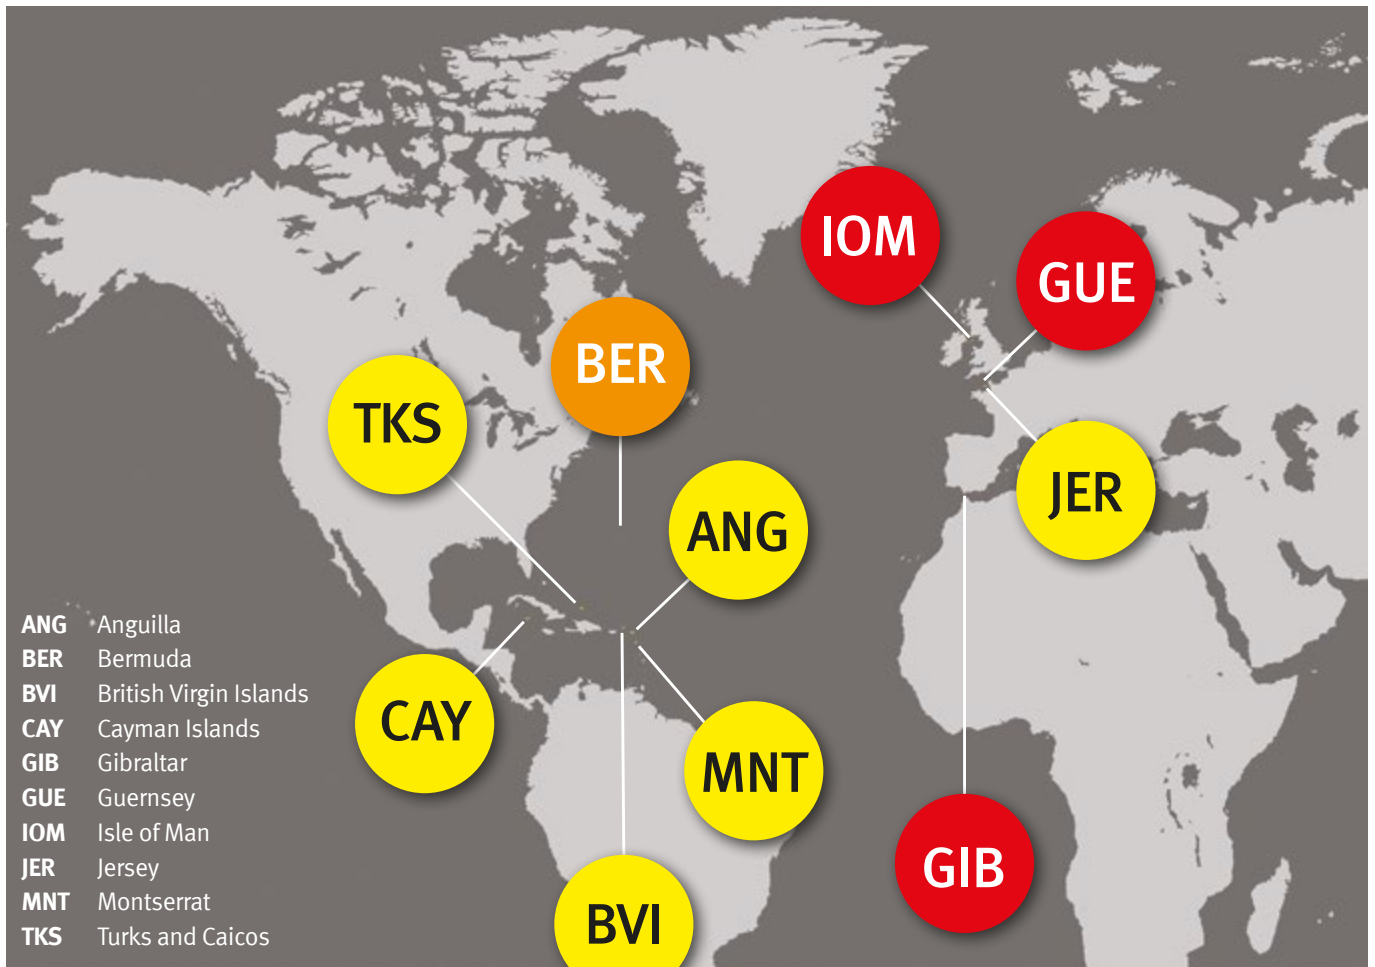 IOM
GUE
BER
TKS
JER
ANG
CAY
MNT
GIB
BVI
ANG Anguilla
BER Bermuda
BVI British Virgin Islands
CAY Cayman Islands
GIB Gibraltar
GUE Guernsey
IOM Isle of Man
JER Jersey
MNT Montserrat
TKS Turks and Caicos